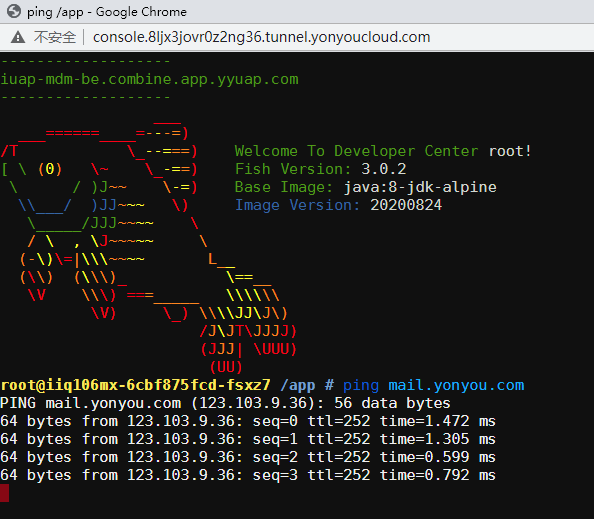 ping /app - Google Chrome
不安全 | console.8ljx3jovr0z2ng36.tunnel.yonyoucloud.com
-------------------
iuap-mdm-be.combine.app.yyuap.com
-------------------
                 ___
  ___======____=---=)
/T            \_--===)    Welcome To Developer Center root!
[ \ (0)   \~    \_-==)    Fish Version: 3.0.2
 \      / )J~~    \-=)    Base Image: java:8-jdk-alpine
  \\___/  )JJ~~~   \)     Image Version: 20200824
   \_____/JJJ~~~~    \
   / \  , \J~~~~~     \
  (-\)\=|\\\~~~~       L__
  (\\)  (\\\)_           \==__
   \V    \\\) ===_____   \\\\\\
          \V)     \_) \\\\JJ\J\)
                      /J\JT\JJJJ)
                      (JJJ| \UUU)
                       (UU)
root@iiq106mx-6cbf875fcd-fsxz7 /app # ping mail.yonyou.com
PING mail.yonyou.com (123.103.9.36): 56 data bytes
64 bytes from 123.103.9.36: seq=0 ttl=252 time=1.472 ms
64 bytes from 123.103.9.36: seq=1 ttl=252 time=1.305 ms
64 bytes from 123.103.9.36: seq=2 ttl=252 time=0.599 ms
64 bytes from 123.103.9.36: seq=3 ttl=252 time=0.792 ms